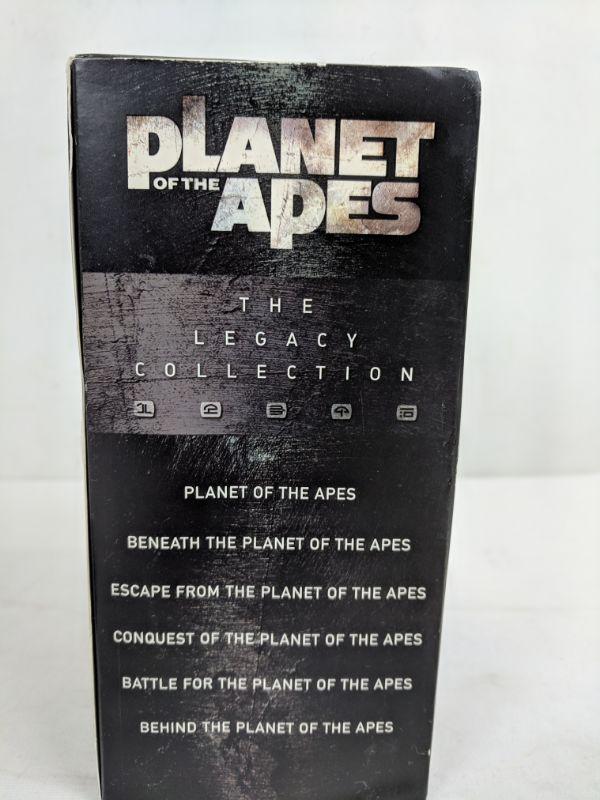 PLANET
OF THE
APES
THE
LEGACY
COLLECTION
1 2 3 4 5
PLANET OF THE APES
BENEATH THE PLANET OF THE APES
ESCAPE FROM THE PLANET OF THE APES
CONQUEST OF THE PLANET OF THE APES
BATTLE FOR THE PLANET OF THE APES
BEHIND THE PLANET OF THE APES